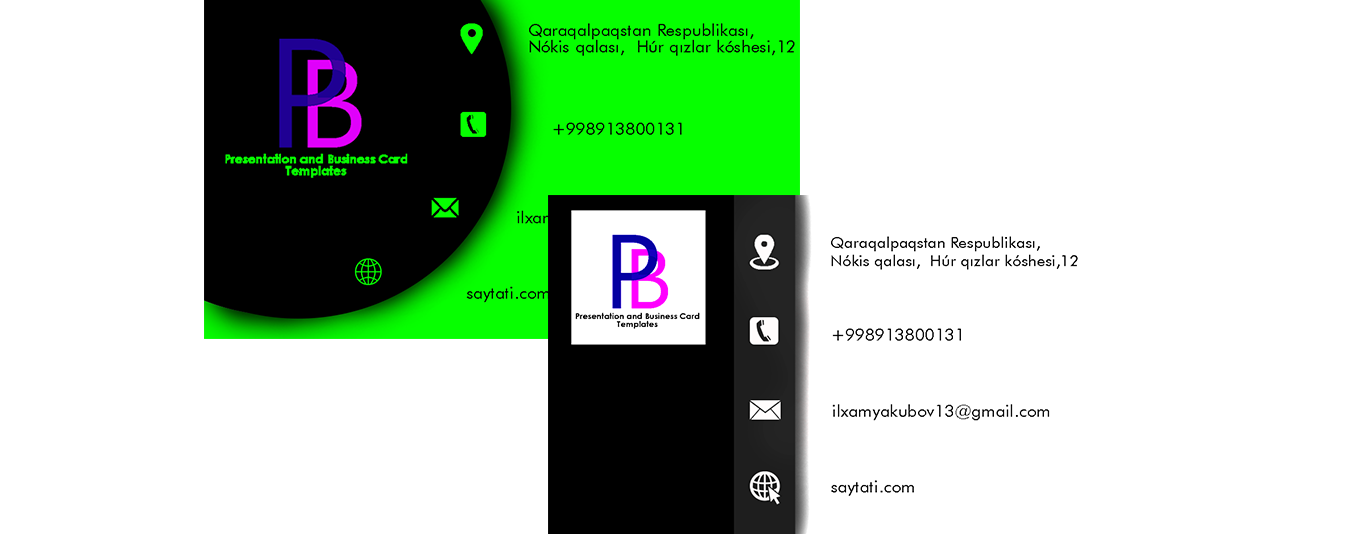 PB
Presentation and Business Card
Templates
Qaraqalpaqstan Respublikası,
Nókis qalası, Húr qızlar kóshesi,12
+998913800131
ilxam
saytati.com
PB
Presentation and Business Card
Templates
Qaraqalpaqstan Respublikası,
Nókis qalası, Húr qızlar kóshesi,12
+998913800131
ilxamyakubov13@gmail.com
saytati.com